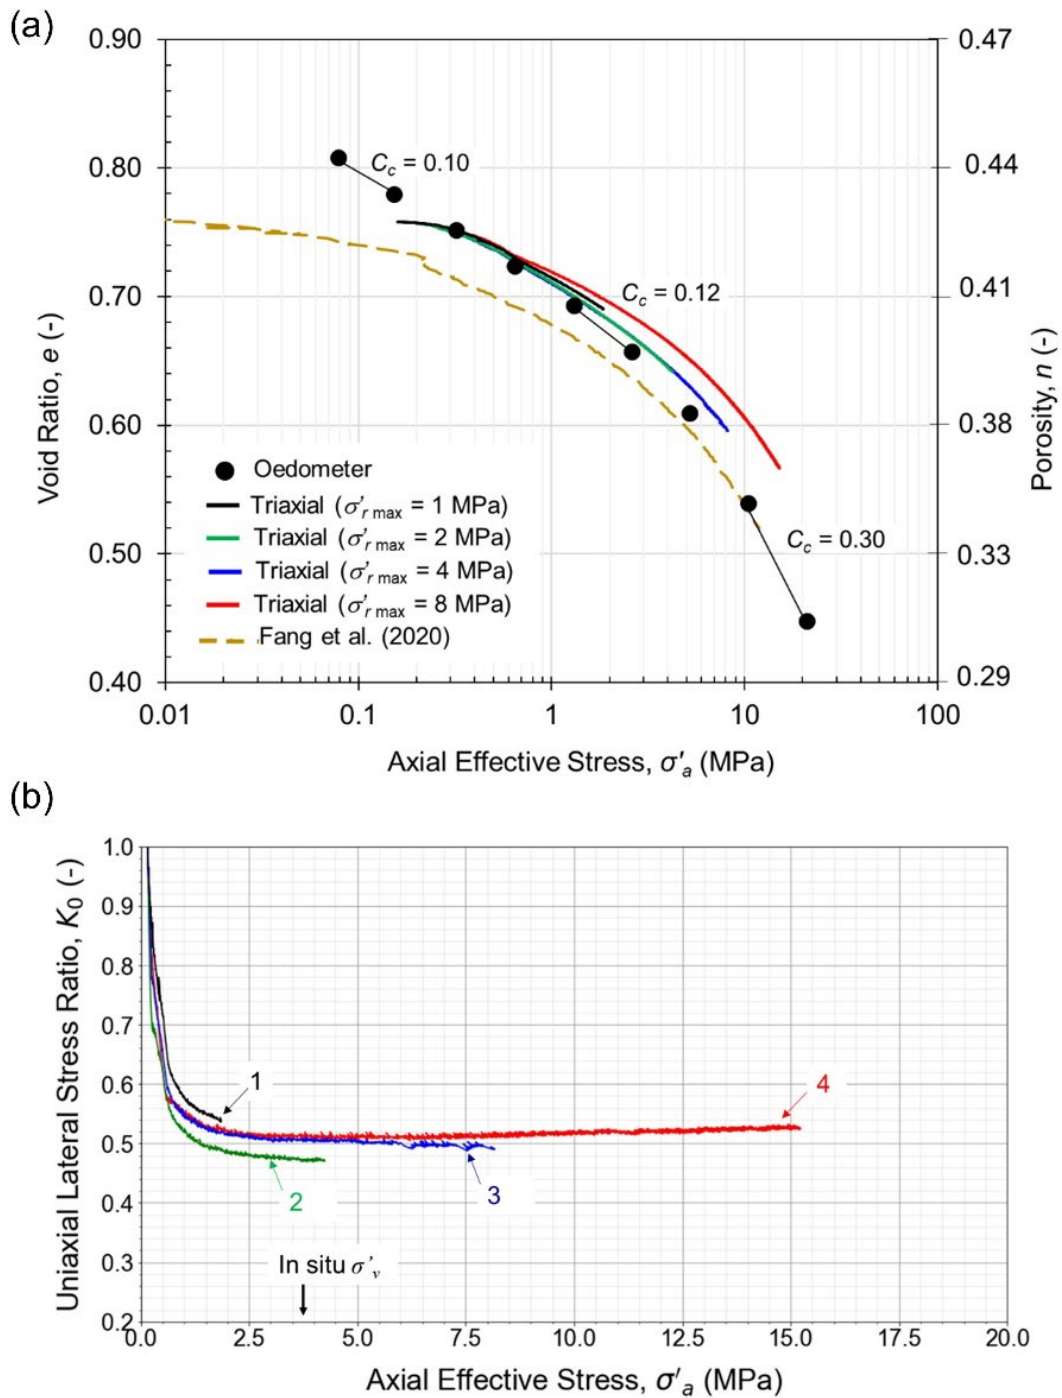 (a)
0.90
0.80
0.70
0.60
0.50
0.40
Void Ratio, e (-)
0.47
0.44
0.41
0.38
0.33
0.29
Porosity, n (-)
Cc = 0.10
Cc = 0.12
Cc = 0.30
Oedometer
Triaxial (σ'r max = 1 MPa)
Triaxial (σ'r max = 2 MPa)
Triaxial (σ'r max = 4 MPa)
Triaxial (σ'r max = 8 MPa)
Fang et al. (2020)
0.01 0.1 1 10 100
Axial Effective Stress, σ'a (MPa)
(b)
1.0
0.9
0.8
0.7
0.6
0.5
0.4
0.3
0.2
Uniaxial Lateral Stress Ratio, K0 (-)
1
4
2
3
In situ σ'v
0.0 2.5 5.0 7.5 10.0 12.5 15.0 17.5 20.0
Axial Effective Stress, σ'a (MPa)